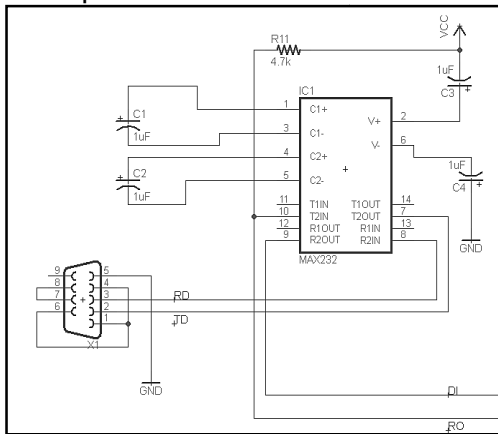 VCC
R11
4.7k
1uF
C3
IC1
C1
1uF
C2
1uF
1 C1+
3 C1-
4 C2+
5 C2-
V+ 2
V- 6
1uF
C4
GND
11 T1IN T1OUT 14
10 T2IN T2OUT 7
12 R1OUT R1IN 13
9 R2OUT R2IN 8
MAX232
9 5
8 4
7 3
6 2
1
X1
RD
TD
GND
DI
RO